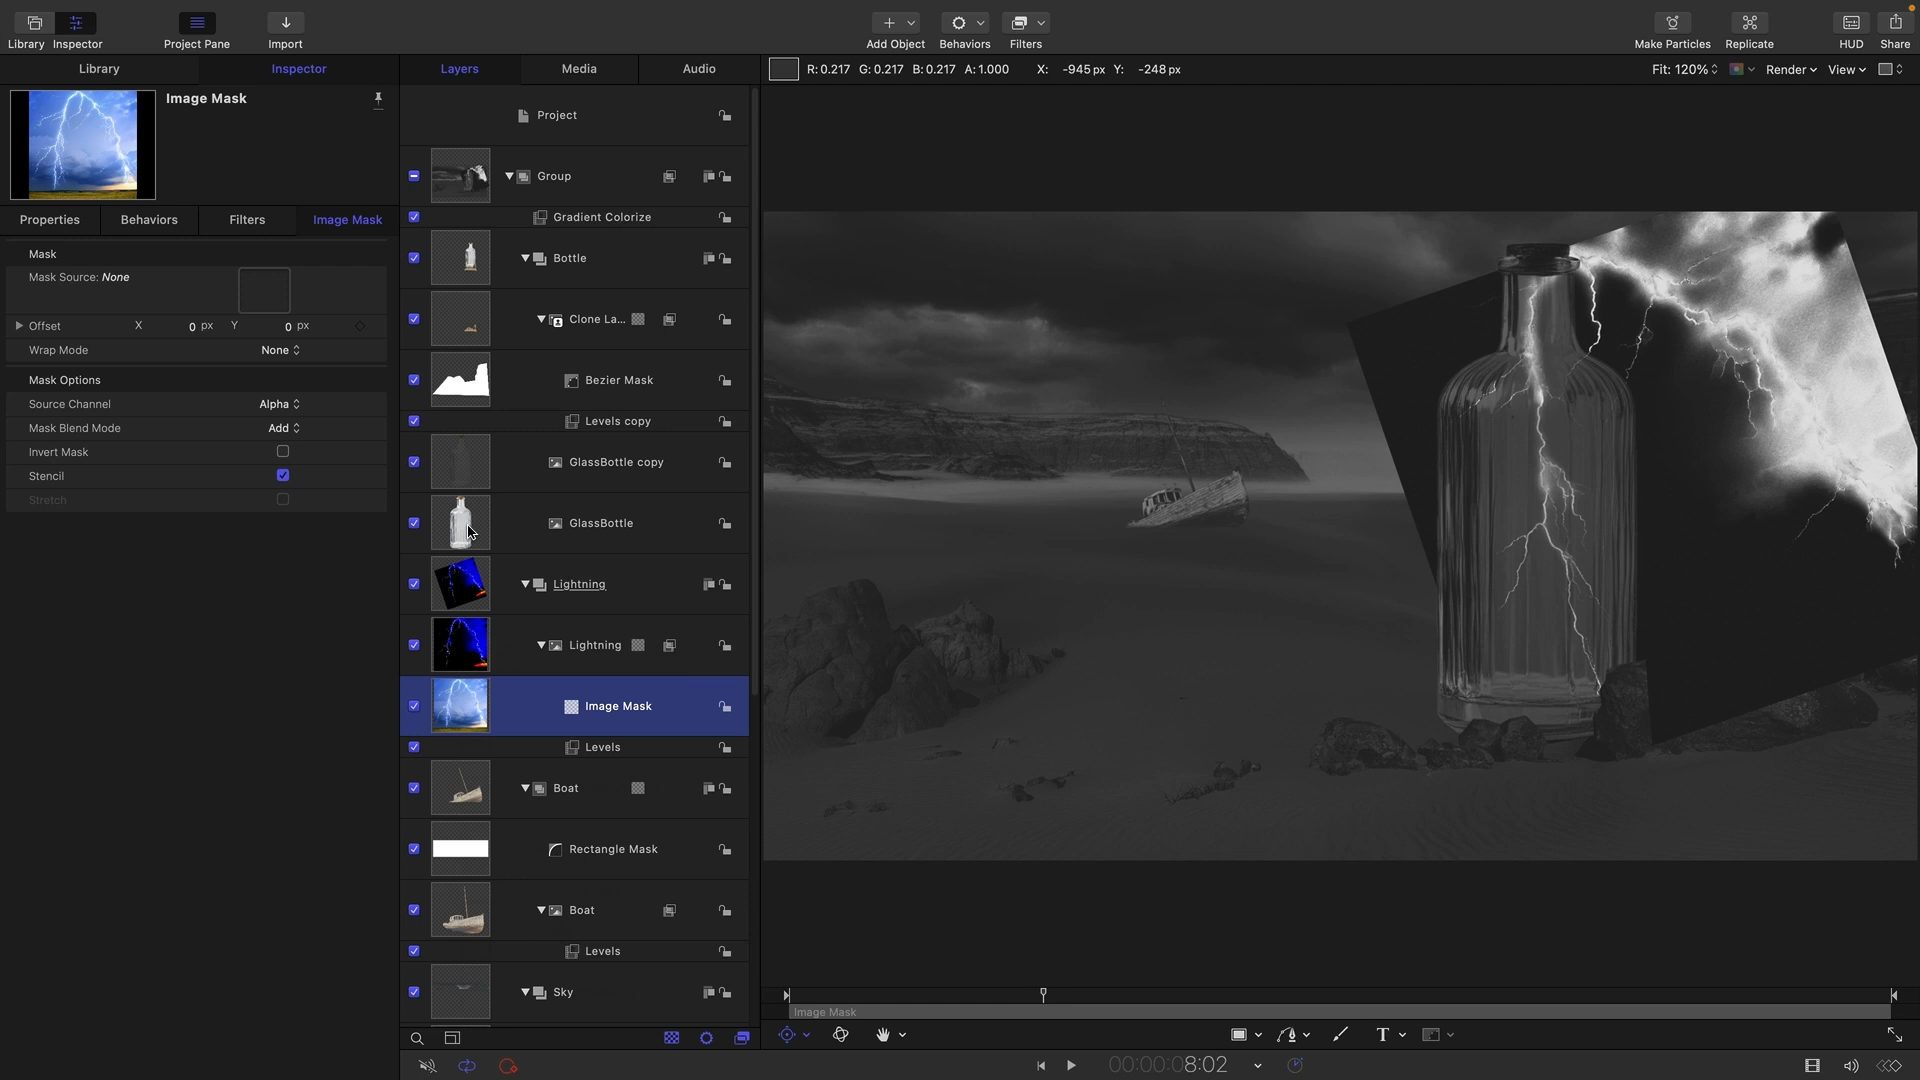 Library Inspector Project Pane Import Add Object Behaviors Filters Make Particles Replicate HUD Share
Library Inspector Layers Media Audio R:0.217 G:0.217 B:0.217 A:1.000 X: -945 px Y: -248 px Fit: 120% Render View
Image Mask
Project
Group
Properties Behaviors Filters Image Mask
Gradient Colorize
Mask
Bottle
Mask Source: None
Clone La...
Offset X 0 px Y 0 px
Wrap Mode None
Mask Options
Bezier Mask
Source Channel Alpha
Levels copy
Mask Blend Mode Add
Invert Mask
GlassBottle copy
Stencil
Stretch
GlassBottle
Lightning
Lightning
Image Mask
Levels
Boat
Rectangle Mask
Boat
Levels
Sky
Image Mask
T
00:00:08:02